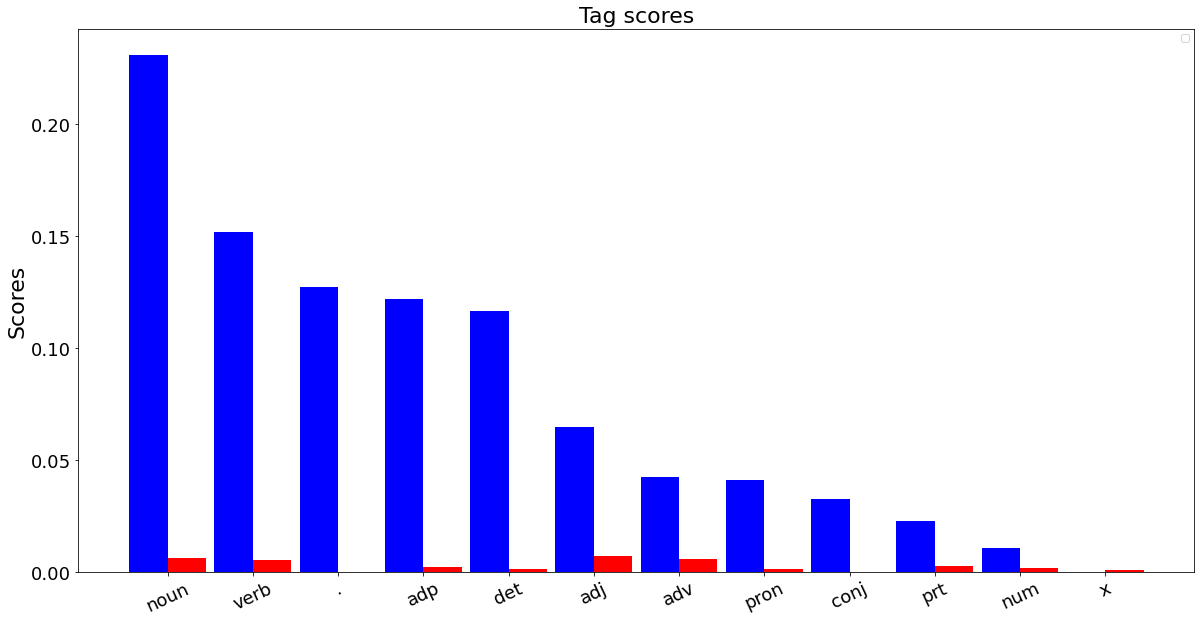 Tag scores
Scores
0.20
0.15
0.10
0.05
0.00
noun verb . adp det adj adv pron conj prt num x